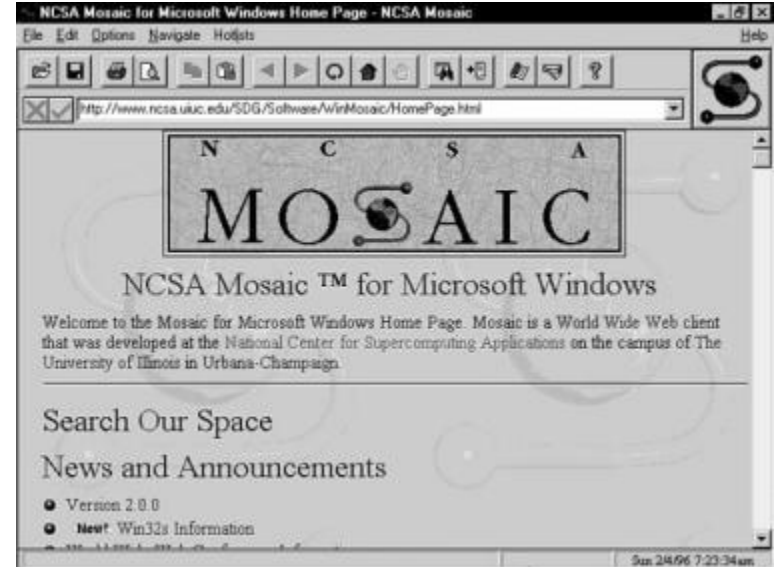 NCSA Mosaic for Microsoft Windows Home Page - NCSA Mosaic
File Edit Options Navigate Hotlists Help
http://www.ncsa.uiuc.edu/SDG/Software/WinMosaic/HomePage.html
N C S A
MOSAIC
NCSA Mosaic ™ for Microsoft Windows
Welcome to the Mosaic for Microsoft Windows Home Page. Mosaic is a World Wide Web client
that was developed at the National Center for Supercomputing Applications on the campus of The
University of Illinois in Urbana-Champaign.
Search Our Space
News and Announcements
Version 2.0.0
New! Win32s Information
Sun 2/4/96 7:23:34am